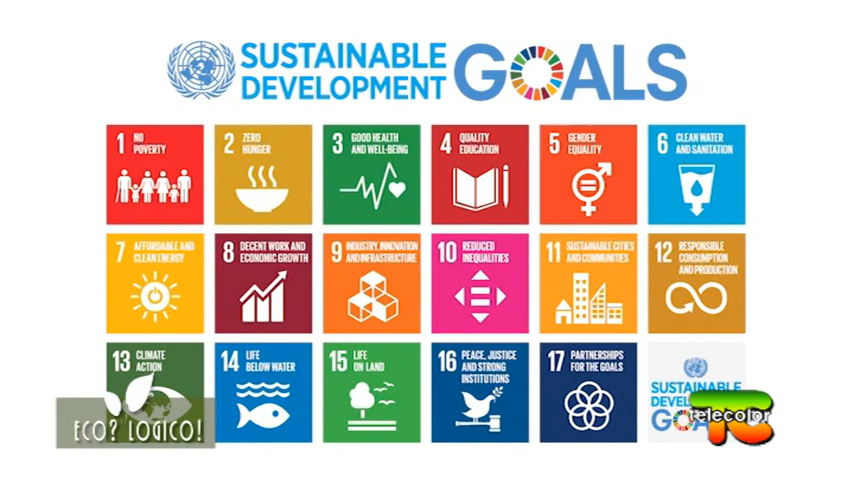 SUSTAINABLE
DEVELOPMENT
GOALS
1 NO
POVERTY
2 ZERO
HUNGER
3 GOOD HEALTH
AND WELL-BEING
4 QUALITY
EDUCATION
5 GENDER
EQUALITY
6 CLEAN WATER
AND SANITATION
7 AFFORDABLE AND
CLEAN ENERGY
8 DECENT WORK AND
ECONOMIC GROWTH
9 INDUSTRY, INNOVATION
AND INFRASTRUCTURE
10 REDUCED
INEQUALITIES
11 SUSTAINABLE CITIES
AND COMMUNITIES
12 RESPONSIBLE
CONSUMPTION
AND PRODUCTION
13 CLIMATE
ACTION
14 LIFE
BELOW WATER
15 LIFE
ON LAND
16 PEACE, JUSTICE
AND STRONG
INSTITUTIONS
17 PARTNERSHIPS
FOR THE GOALS
SUSTAINABLE
ECO? LOGICO!
telecolor